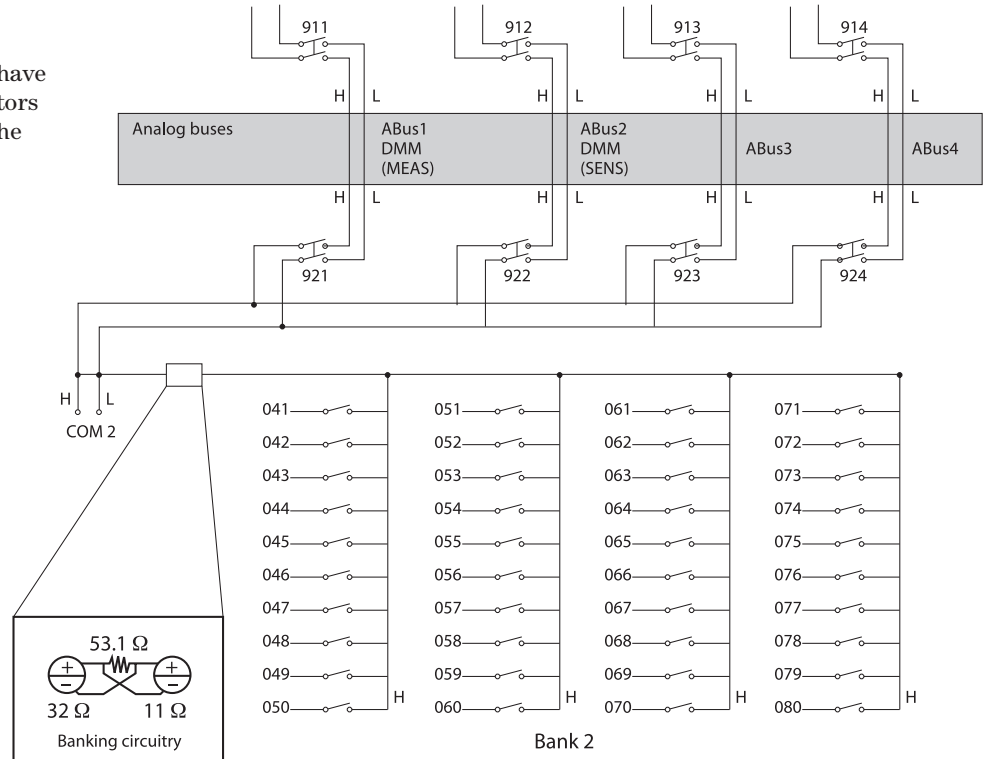 911 912 913 914
have
tors
he
H L H L H L H L
Analog buses
ABus1
DMM
(MEAS)
ABus2
DMM
(SENS)
ABus3
ABus4
H L H L H L H L
921 922 923 924
H L
COM 2
041 051 061 071
042 052 062 072
043 053 063 073
044 054 064 074
045 055 065 075
046 056 066 076
047 057 067 077
048 058 068 078
049 059 069 079
050 H 060 070 H 080 H
Bank 2
53.1 Ω
+ − + −
32 Ω 11 Ω
Banking circuitry